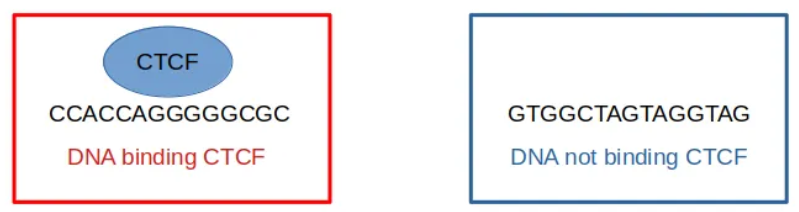 CTCF
CCACCAGGGGGCGC
DNA binding CTCF
GTGGCTAGTAGGTAG
DNA not binding CTCF